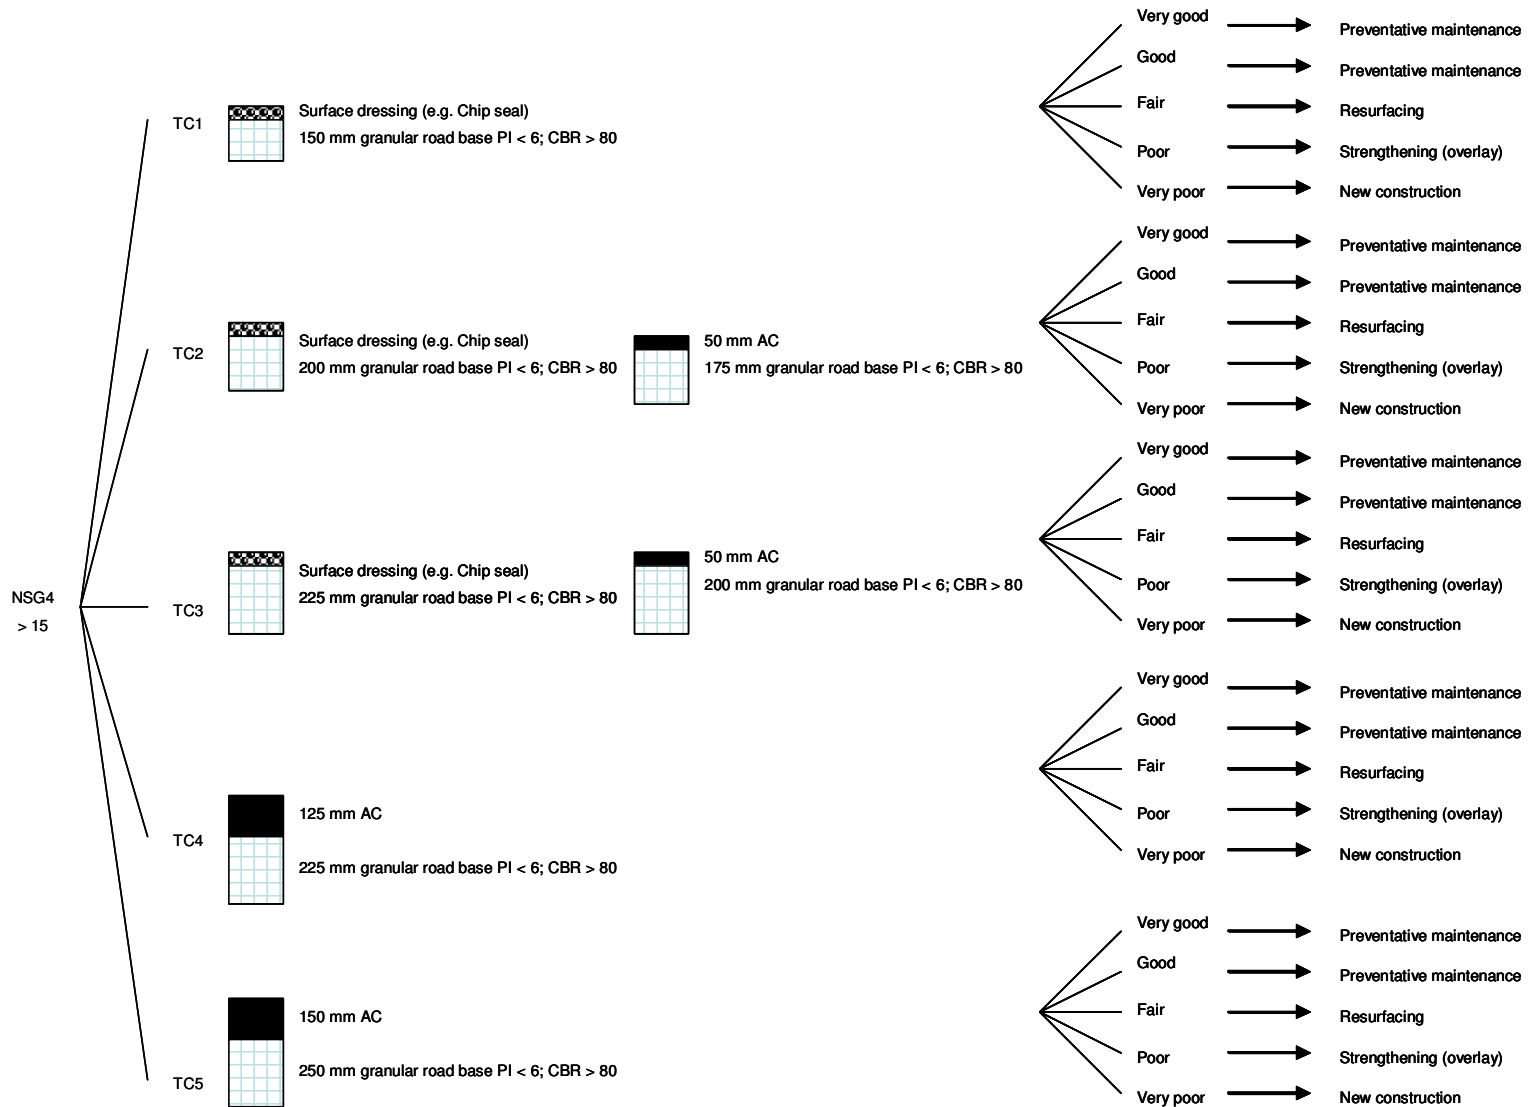 NSG4
> 15
TC1
Surface dressing (e.g. Chip seal)
150 mm granular road base PI < 6; CBR > 80
Very good
Preventative maintenance
Good
Preventative maintenance
Fair
Resurfacing
Poor
Strengthening (overlay)
Very poor
New construction
TC2
Surface dressing (e.g. Chip seal)
200 mm granular road base PI < 6; CBR > 80
50 mm AC
175 mm granular road base PI < 6; CBR > 80
Very good
Preventative maintenance
Good
Preventative maintenance
Fair
Resurfacing
Poor
Strengthening (overlay)
Very poor
New construction
TC3
Surface dressing (e.g. Chip seal)
225 mm granular road base PI < 6; CBR > 80
50 mm AC
200 mm granular road base PI < 6; CBR > 80
Very good
Preventative maintenance
Good
Preventative maintenance
Fair
Resurfacing
Poor
Strengthening (overlay)
Very poor
New construction
TC4
125 mm AC
225 mm granular road base PI < 6; CBR > 80
Very good
Preventative maintenance
Good
Preventative maintenance
Fair
Resurfacing
Poor
Strengthening (overlay)
Very poor
New construction
TC5
150 mm AC
250 mm granular road base PI < 6; CBR > 80
Very good
Preventative maintenance
Good
Preventative maintenance
Fair
Resurfacing
Poor
Strengthening (overlay)
Very poor
New construction